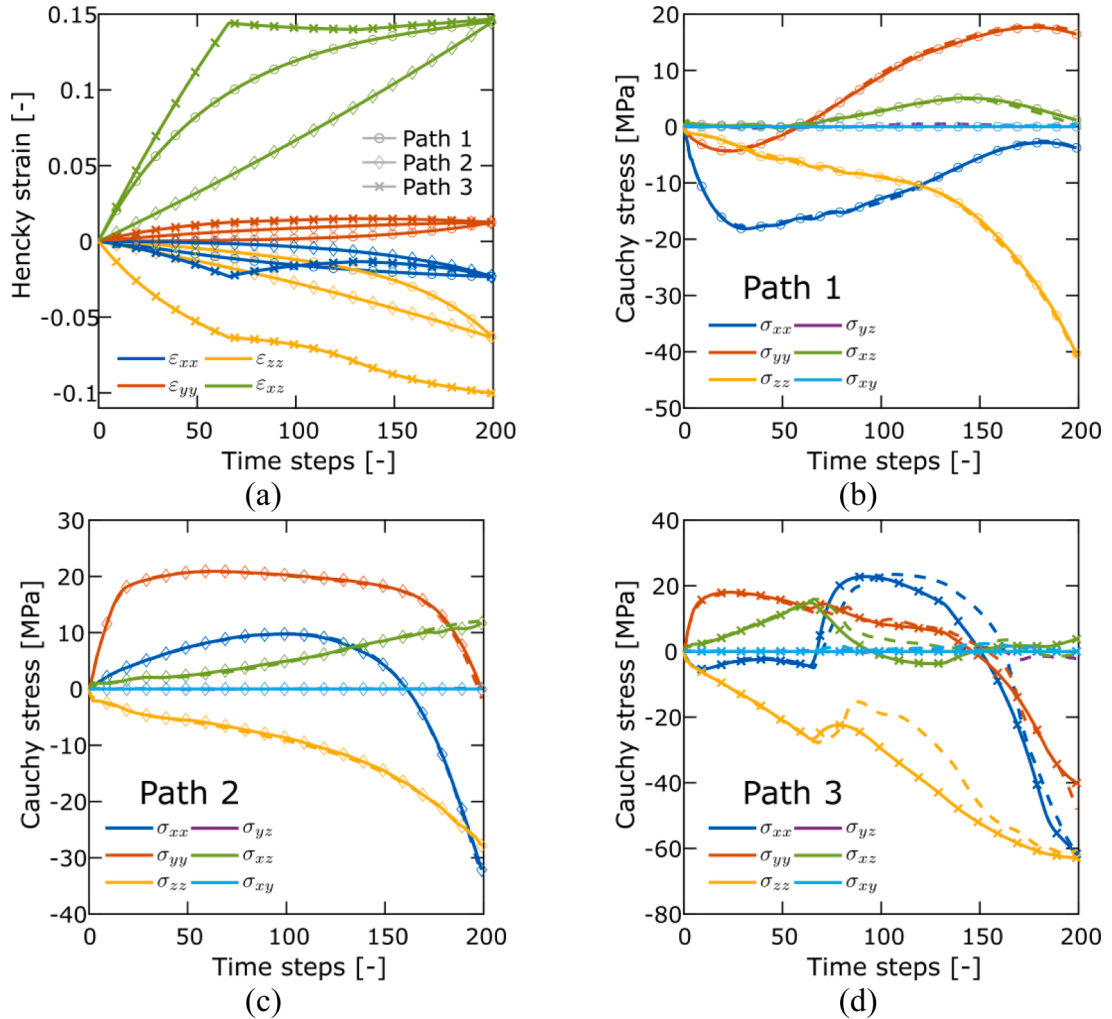 0.15
0.1
0.05
0
-0.05
-0.1
Hencky strain [-]
Path 1
Path 2
Path 3
εxx εzz
εyy εxz
0 50 100 150 200
Time steps [-]
(a)
20
10
0
-10
-20
-30
-40
-50
Cauchy stress [MPa]
Path 1
σxx σyz
σyy σxz
σzz σxy
0 50 100 150 200
Time steps [-]
(b)
30
20
10
0
-10
-20
-30
-40
Cauchy stress [MPa]
Path 2
σxx σyz
σyy σxz
σzz σxy
0 50 100 150 200
Time steps [-]
(c)
40
20
0
-20
-40
-60
-80
Cauchy stress [MPa]
Path 3
σxx σyz
σyy σxz
σzz σxy
0 50 100 150 200
Time steps [-]
(d)